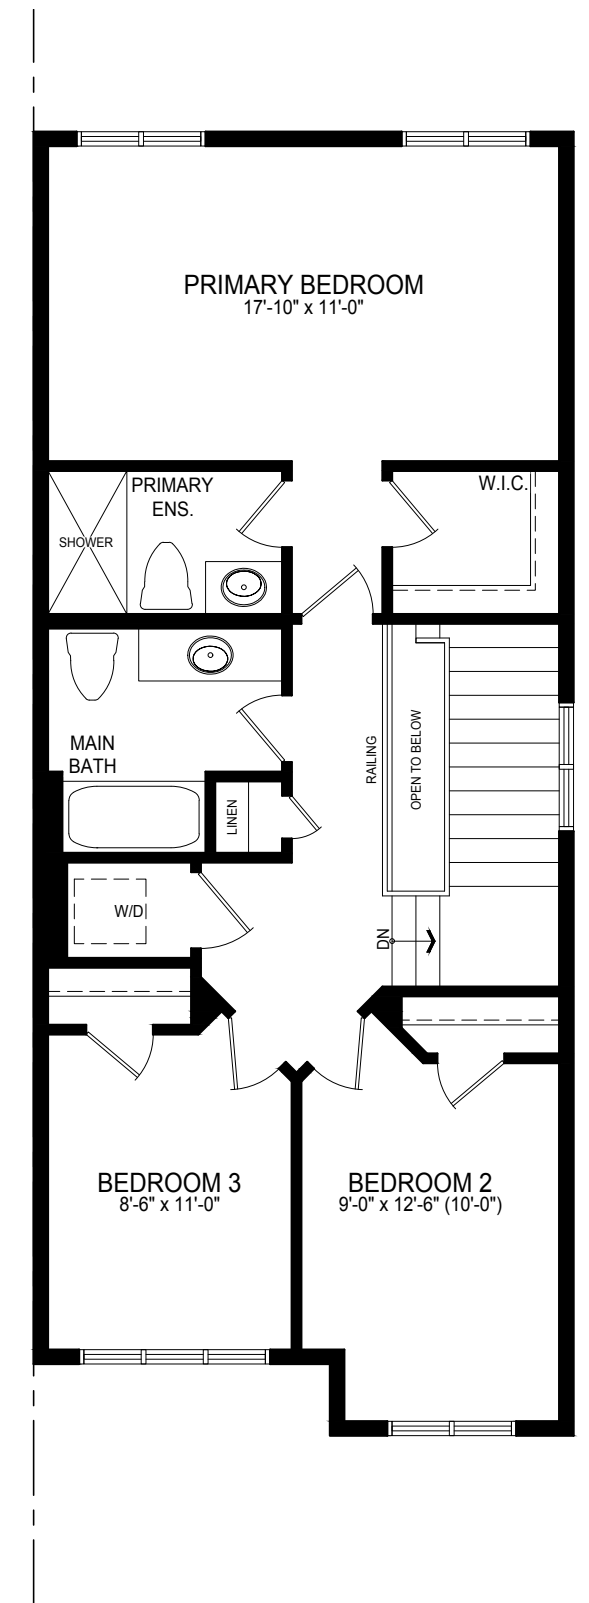 PRIMARY BEDROOM
17'-10" x 11'-0"
PRIMARY
ENS.
W.I.C.
SHOWER
MAIN
BATH
RAILING
OPEN TO BELOW
LINEN
W/D
DN
BEDROOM 3
8'-6" x 11'-0"
BEDROOM 2
9'-0" x 12'-6" (10'-0")